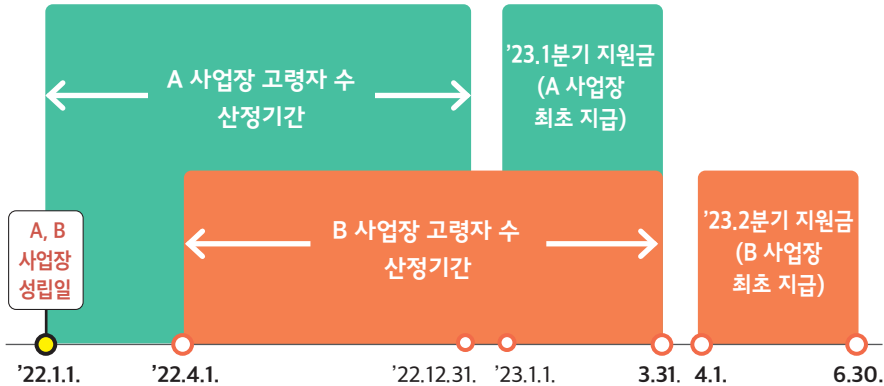 A 사업장 고령자 수
산정기간
’23.1분기 지원금
(A 사업장
최초 지급)
B 사업장 고령자 수
산정기간
’23.2분기 지원금
(B 사업장
최초 지급)
A, B
사업장
성립일
’22.1.1.
’22.4.1.
’22.12.31.
’23.1.1.
3.31.
4.1.
6.30.